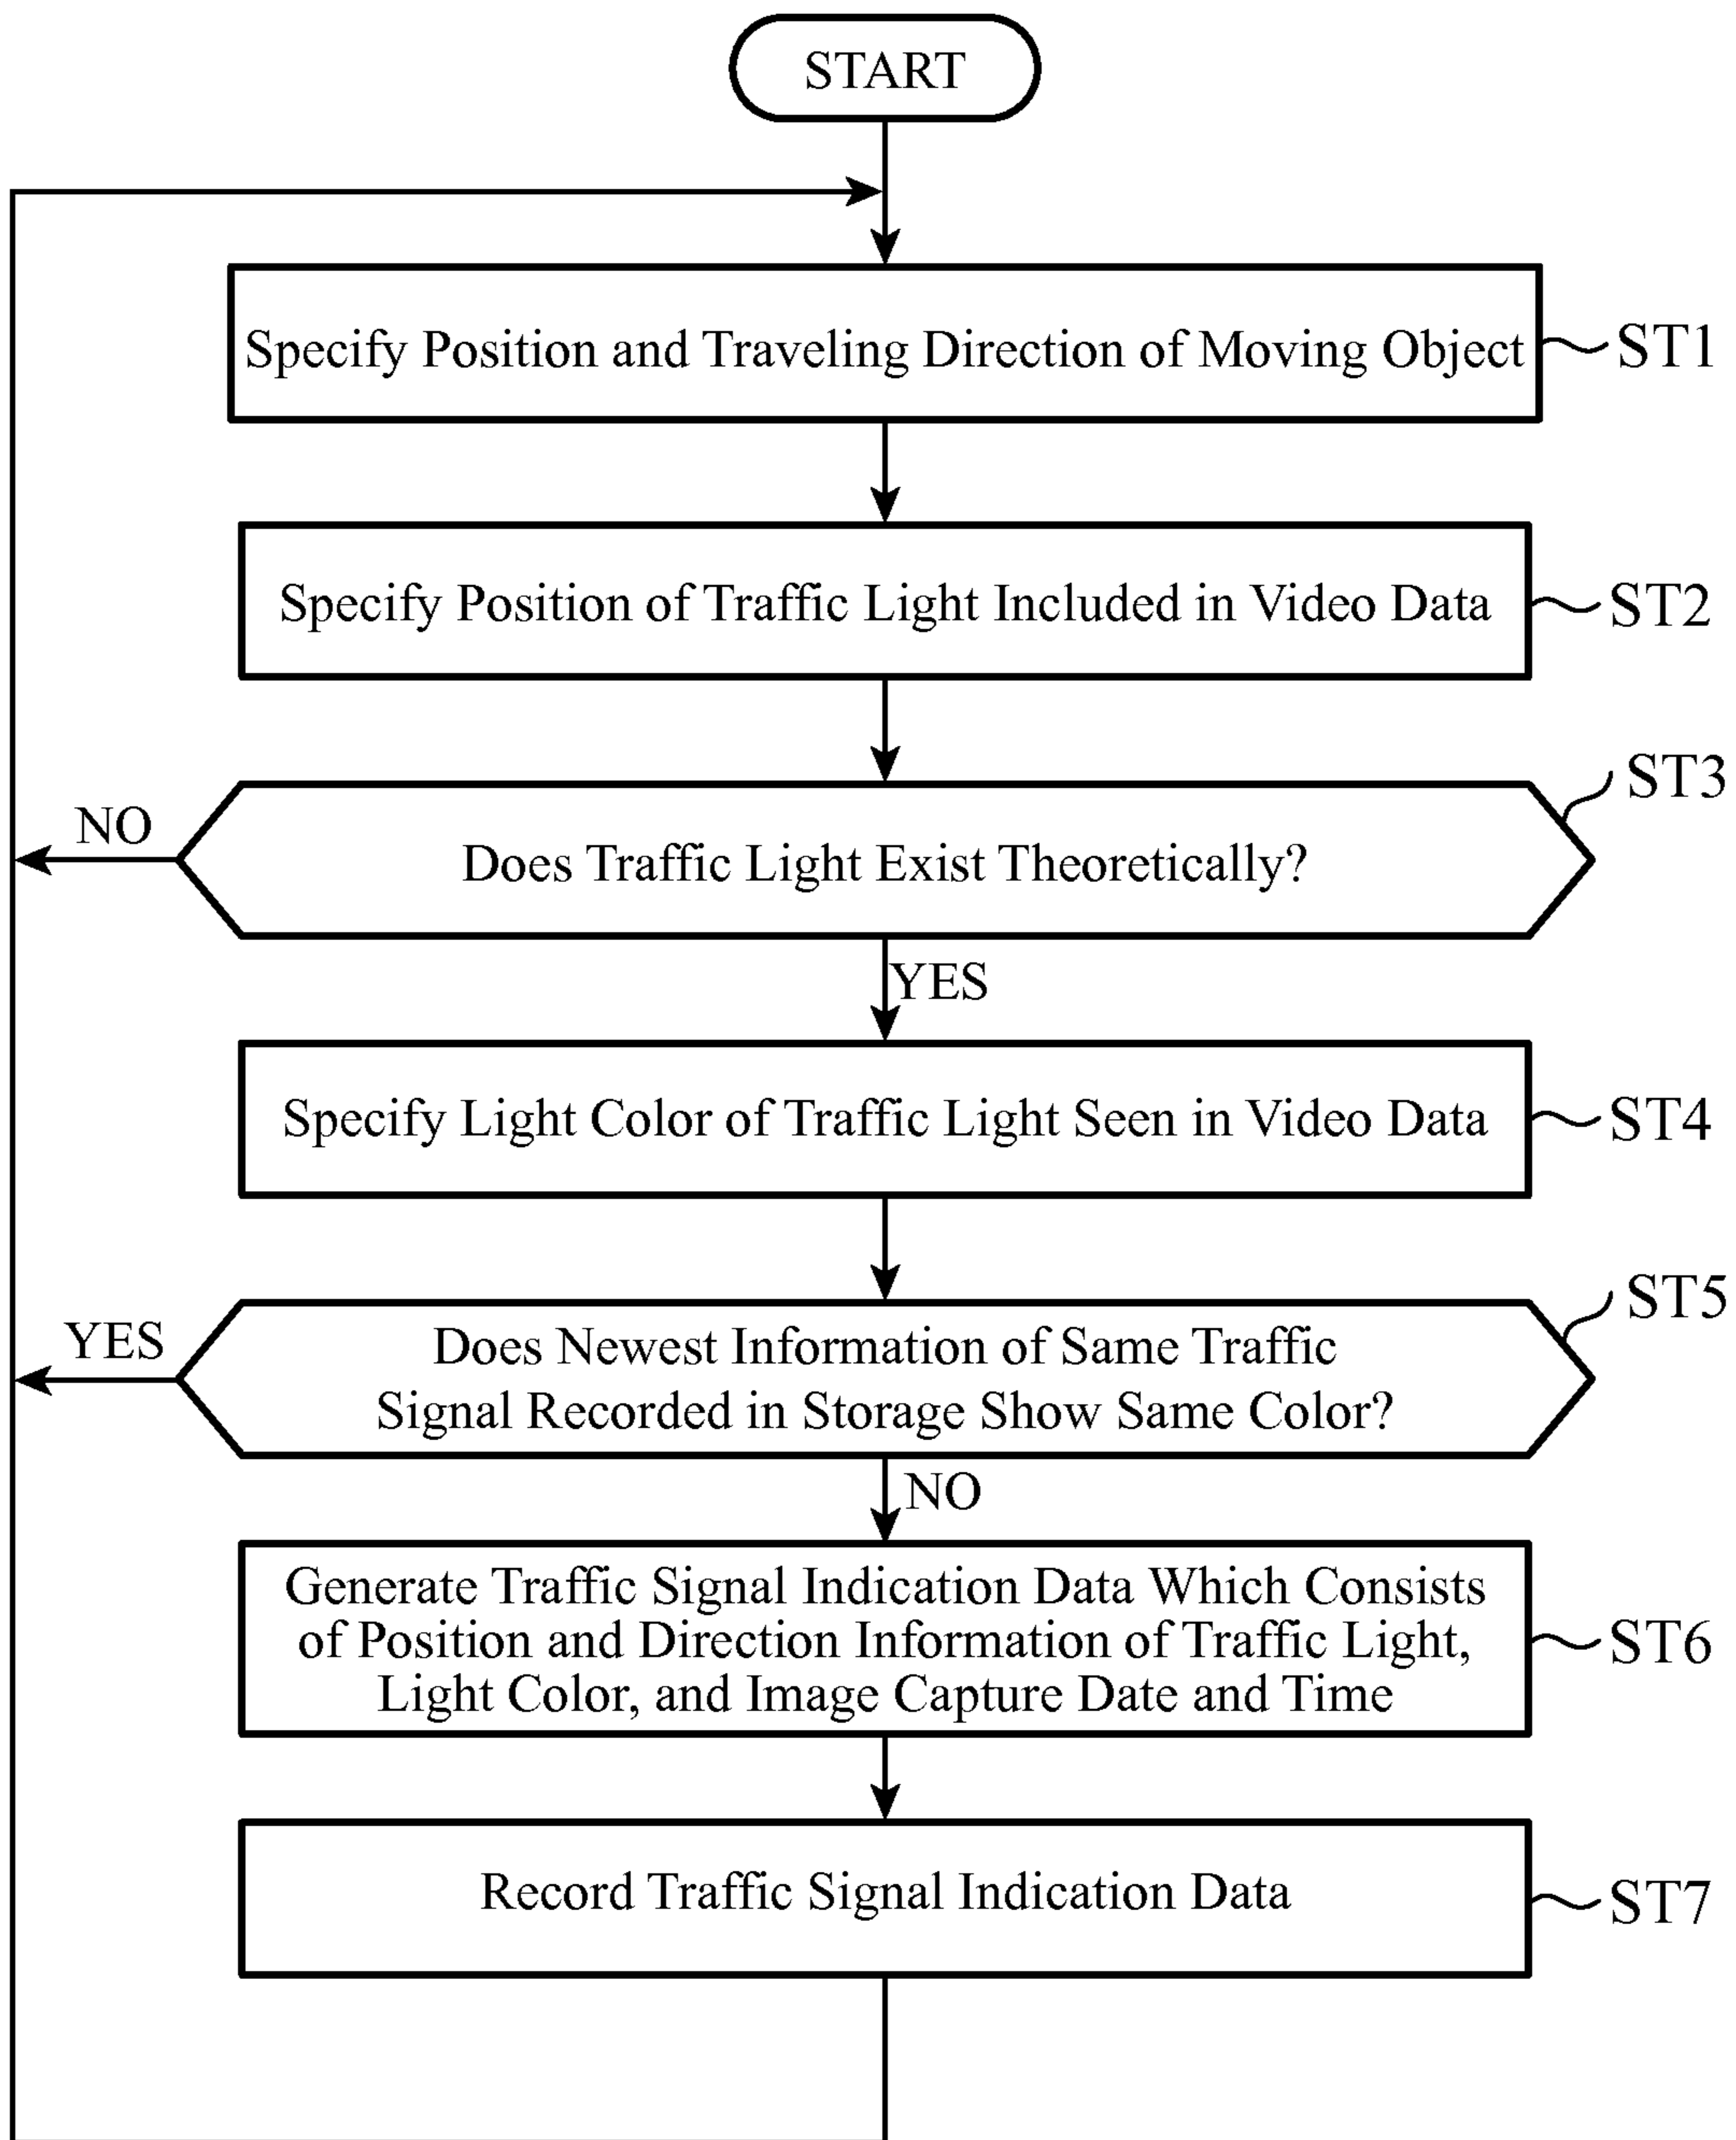 START
Specify Position and Traveling Direction of Moving Object
ST1
Specify Position of Traffic Light Included in Video Data
ST2
ST3
NO
Does Traffic Light Exist Theoretically?
YES
Specify Light Color of Traffic Light Seen in Video Data
ST4
ST5
YES
Does Newest Information of Same Traffic
Signal Recorded in Storage Show Same Color?
NO
Generate Traffic Signal Indication Data Which Consists
of Position and Direction Information of Traffic Light,
Light Color, and Image Capture Date and Time
ST6
Record Traffic Signal Indication Data
ST7